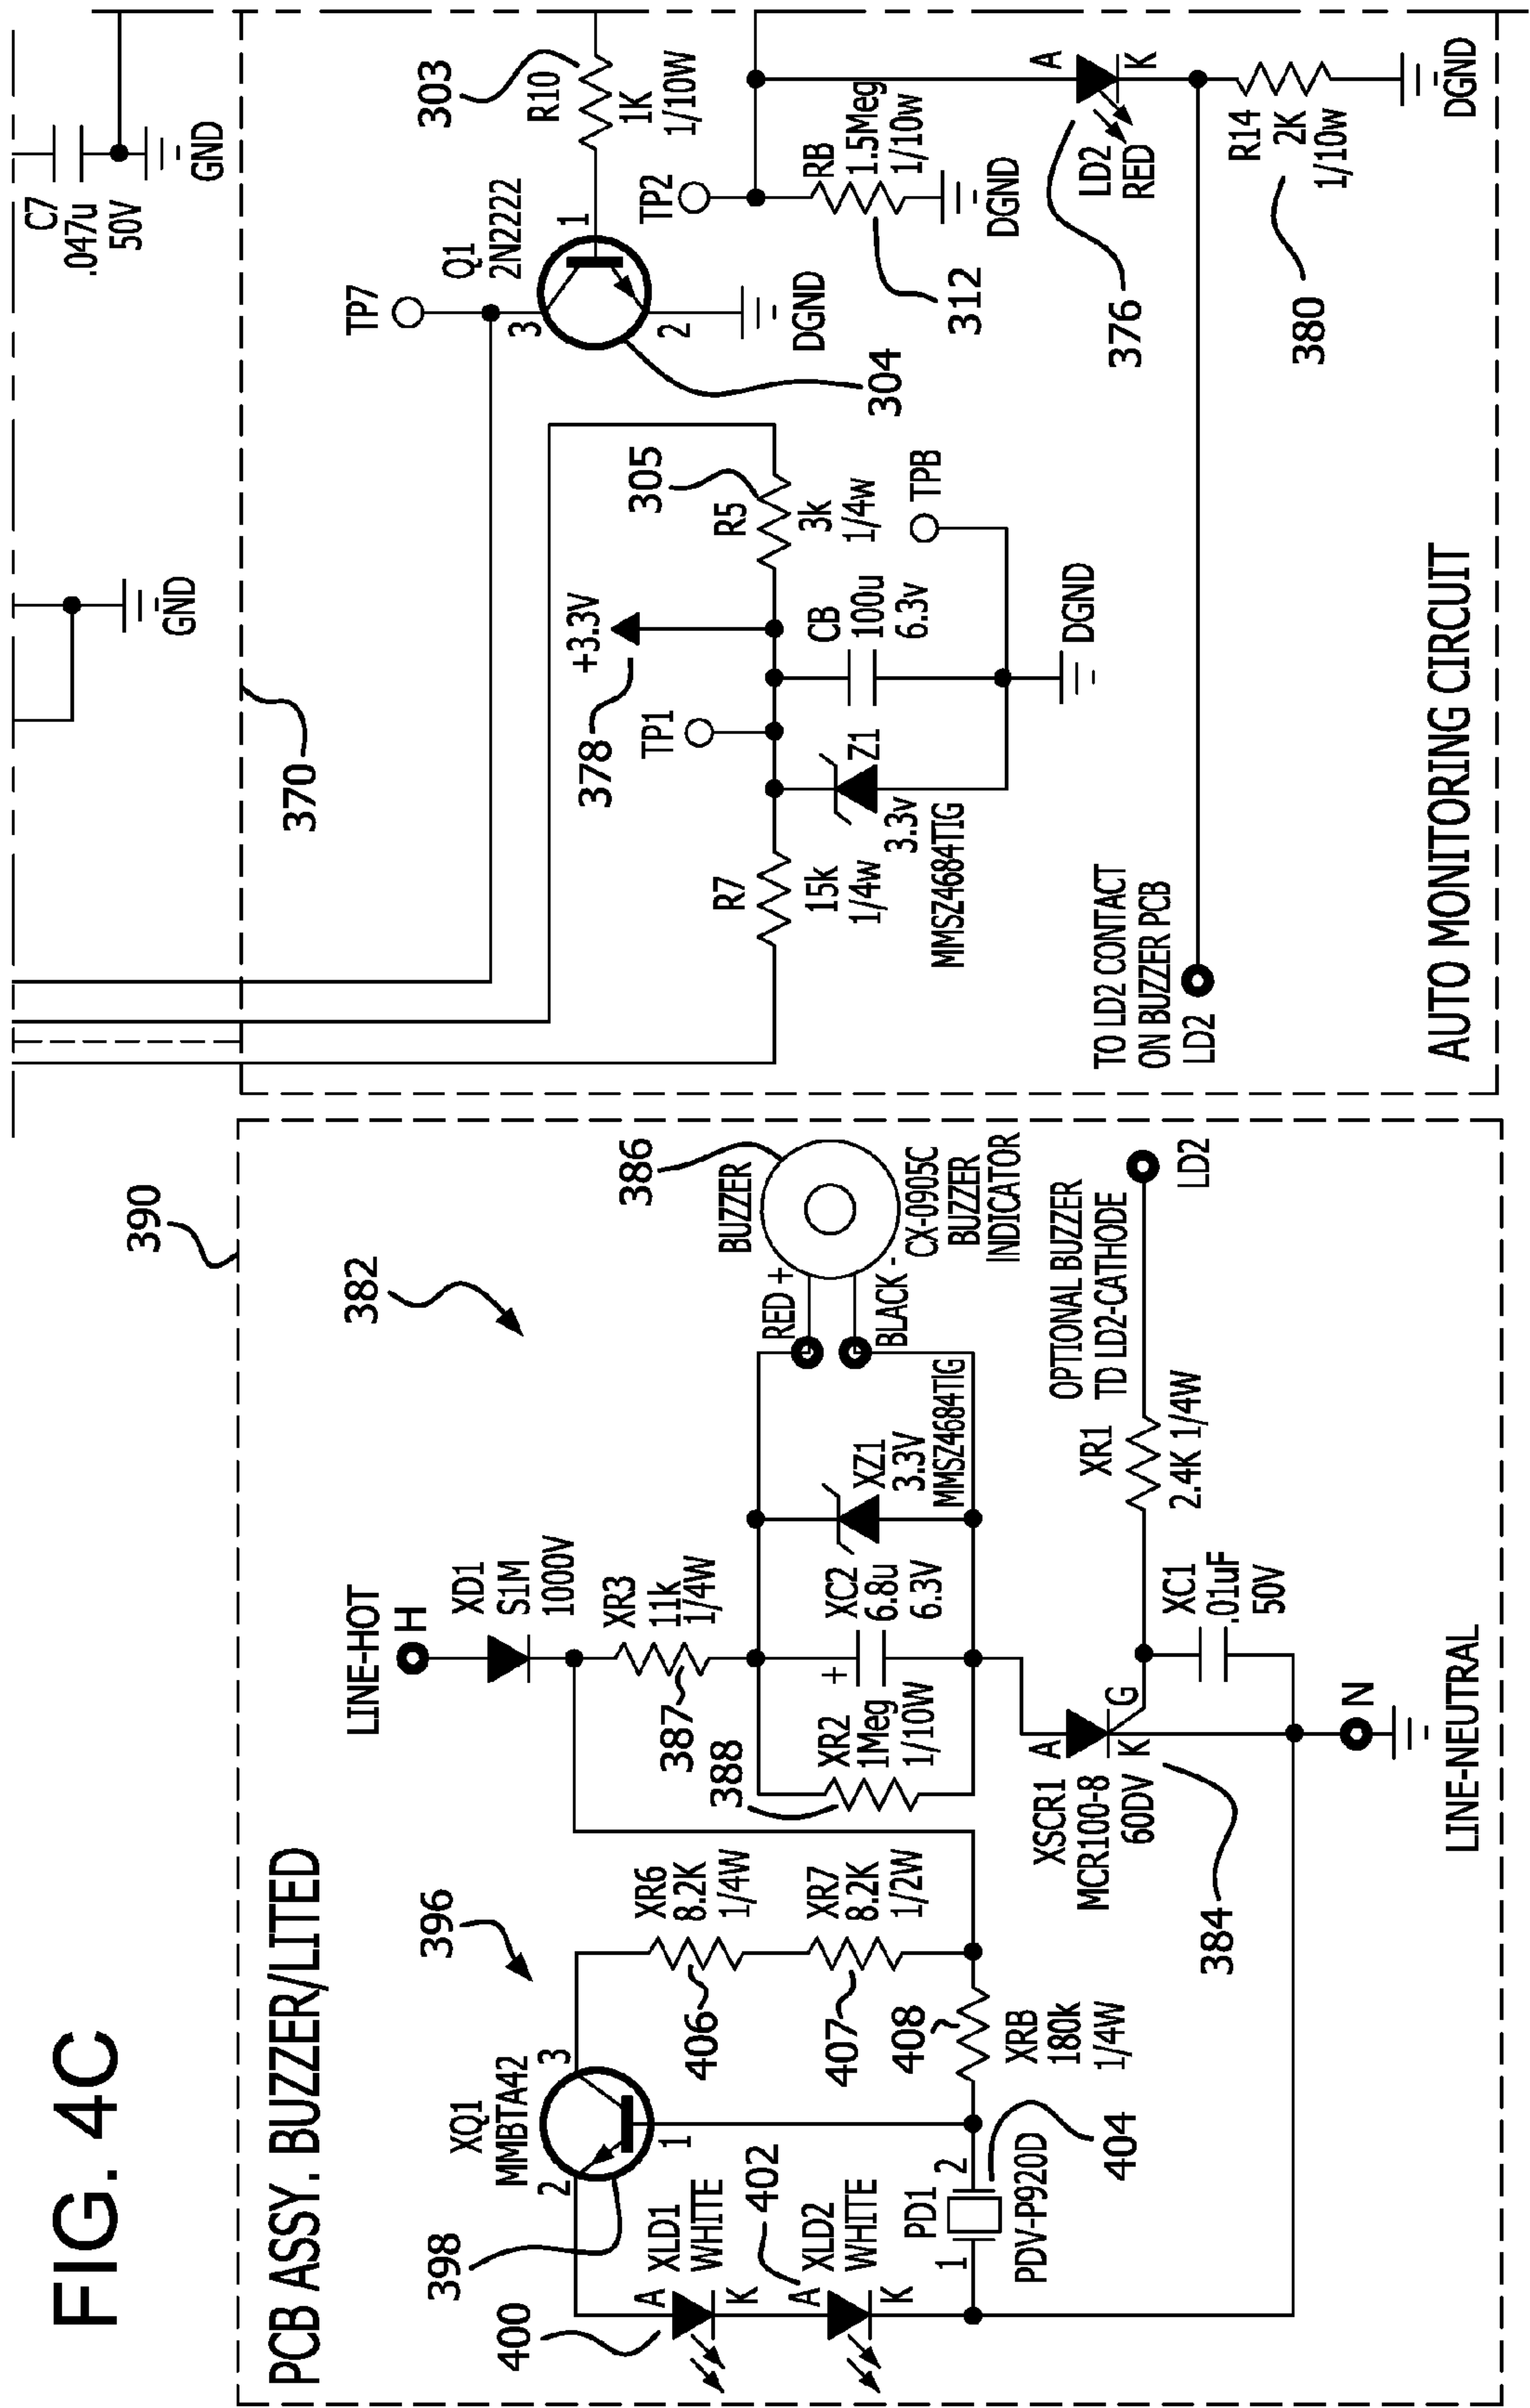 FIG. 4C
PCB ASSY. BUZZER/LITED
390
396
398
XQ1
MMBTA42
2
3
1
400
A
XLD1
WHITE
K
402
A
XLD2
WHITE
K
PD1
1
2
PDV-P920D
404
406
XR6
8.2K
1/4W
407
XR7
8.2K
1/2W
408
XRB
180k
1/4W
LINE-HOT
H
XD1
S1M
1000V
XR3
11k
1/4W
387
388
XR2
1Meg
1/10W
+
XC2
6.8u
6.3V
XZ1
3.3V
MMSZ4684TIG
382
BUZZER
386
RED +
BLACK -
CX-0905C
BUZZER
INDICATOR
XSCR1
MCR100-8
60DV
A
K
G
384
XR1
2.4K 1/4W
OPTIONAL BUZZER
TD LD2-CATHODE
LD2
XC1
.01uF
50V
N
LINE-NEUTRAL
370
GND
C7
.047u
50V
GND
R7
15k
1/4w
378
+3.3V
TP1
Z1
3.3v
MMSZ4684TIG
CB
100u
6.3v
DGND
305
R5
3k
1/4w
TPB
TP7
Q1
2N2222
3
1
2
DGND
304
303
R10
1K
1/10W
TP2
RB
1.5Meg
1/10w
DGND
312
A
K
LD2
RED
376
R14
2K
1/10w
380
DGND
TO LD2 CONTACT
ON BUZZER PCB
LD2
AUTO MONITORING CIRCUIT